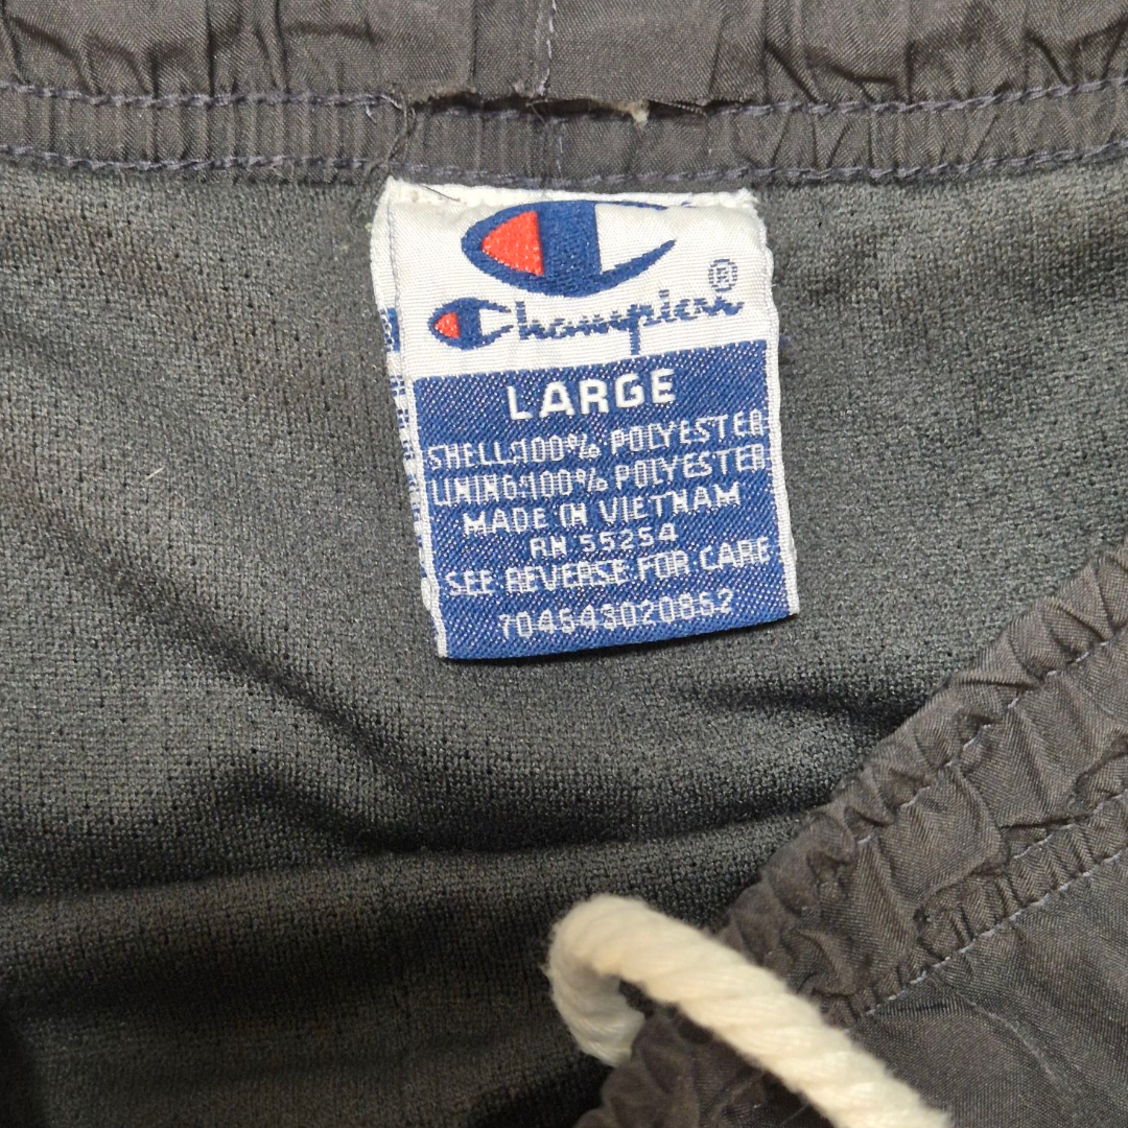 Champion®
LARGE
SHELL:100% POLYESTER
LINING:100% POLYESTER
MADE IN VIETNAM
RN 55254
SEE REVERSE FOR CARE
704543020852